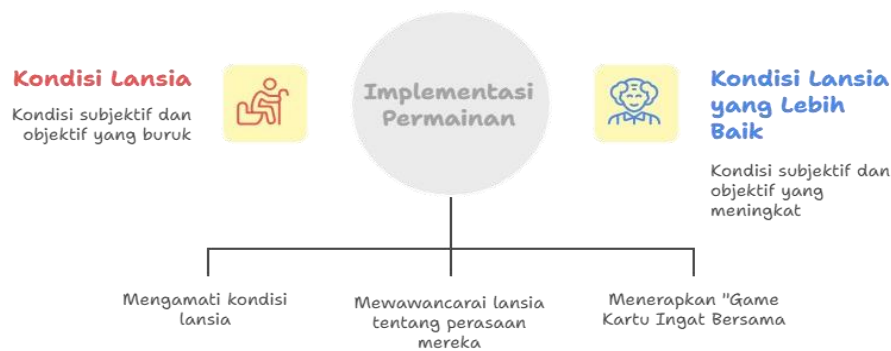 Kondisi Lansia
Kondisi subjektif dan
objektif yang buruk
Implementasi
Permainan
Kondisi Lansia
yang Lebih
Baik
Kondisi subjektif dan
objektif yang
meningkat
Mengamati kondisi
lansia
Mewawancarai lansia
tentang perasaan
mereka
Menerapkan "Game
Kartu Ingat Bersama